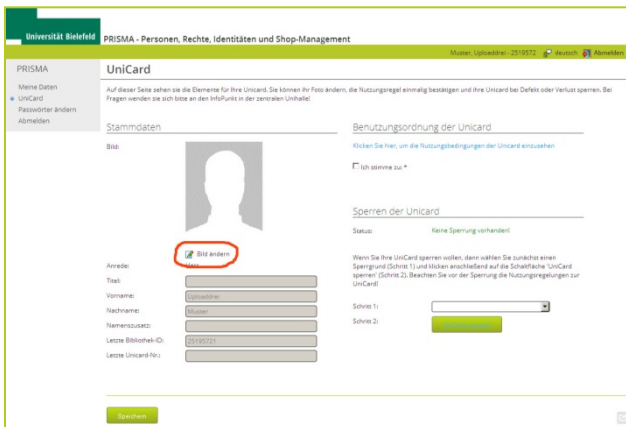 Universität Bielefeld
PRISMA - Personen, Rechte, Identitäten und Shop-Management
Muster, Uploaddrei - 2519572 deutsch Abmelden
PRISMA
Meine Daten
UniCard
Passwörter ändern
Abmelden
UniCard
Auf dieser Seite sehen sie die Elemente für Ihre Unicard. Sie können ihr Foto ändern, die Nutzungsregel einmalig bestätigen und ihre Unicard bei Defekt oder Verlust sperren. Bei
Fragen wenden sie sich bitte an den InfoPunkt in der zentralen Unihalle!
Stammdaten
Bild:
Bild ändern
Anrede:
Titel:
Vorname: Uploaddrei
Nachname: Muster
Namenszusatz:
Letzte Bibliothek-ID: 25195721
Letzte Unicard-Nr.:
Speichern
Benutzungsordnung der Unicard
Klicken Sie hier, um die Nutzungsbedingungen der Unicard einzusehen
Ich stimme zu: *
Sperren der Unicard
Status: Keine Sperrung vorhanden!
Wenn Sie Ihre UniCard sperren wollen, dann wählen Sie zunächst einen
Sperrgrund (Schritt 1) und klicken anschließend auf die Schaltfläche 'UniCard
sperren' (Schritt 2). Beachten Sie vor der Sperrung die Nutzungsregelungen zur
UniCard!
Schritt 1:
Schritt 2: